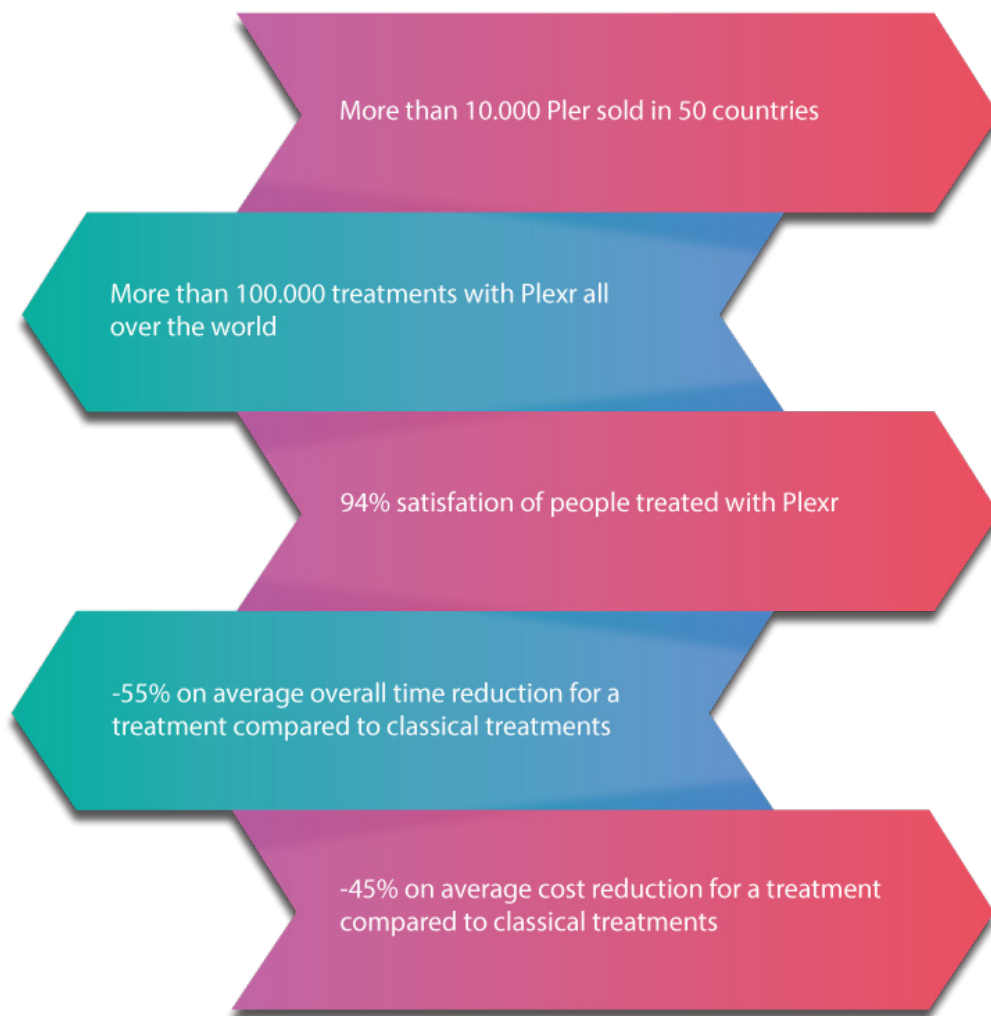 More than 10.000 Pler sold in 50 countries
More than 100.000 treatments with Plexr all
over the world
94% satisfation of people treated with Plexr
-55% on average overall time reduction for a
treatment compared to classical treatments
-45% on average cost reduction for a treatment
compared to classical treatments